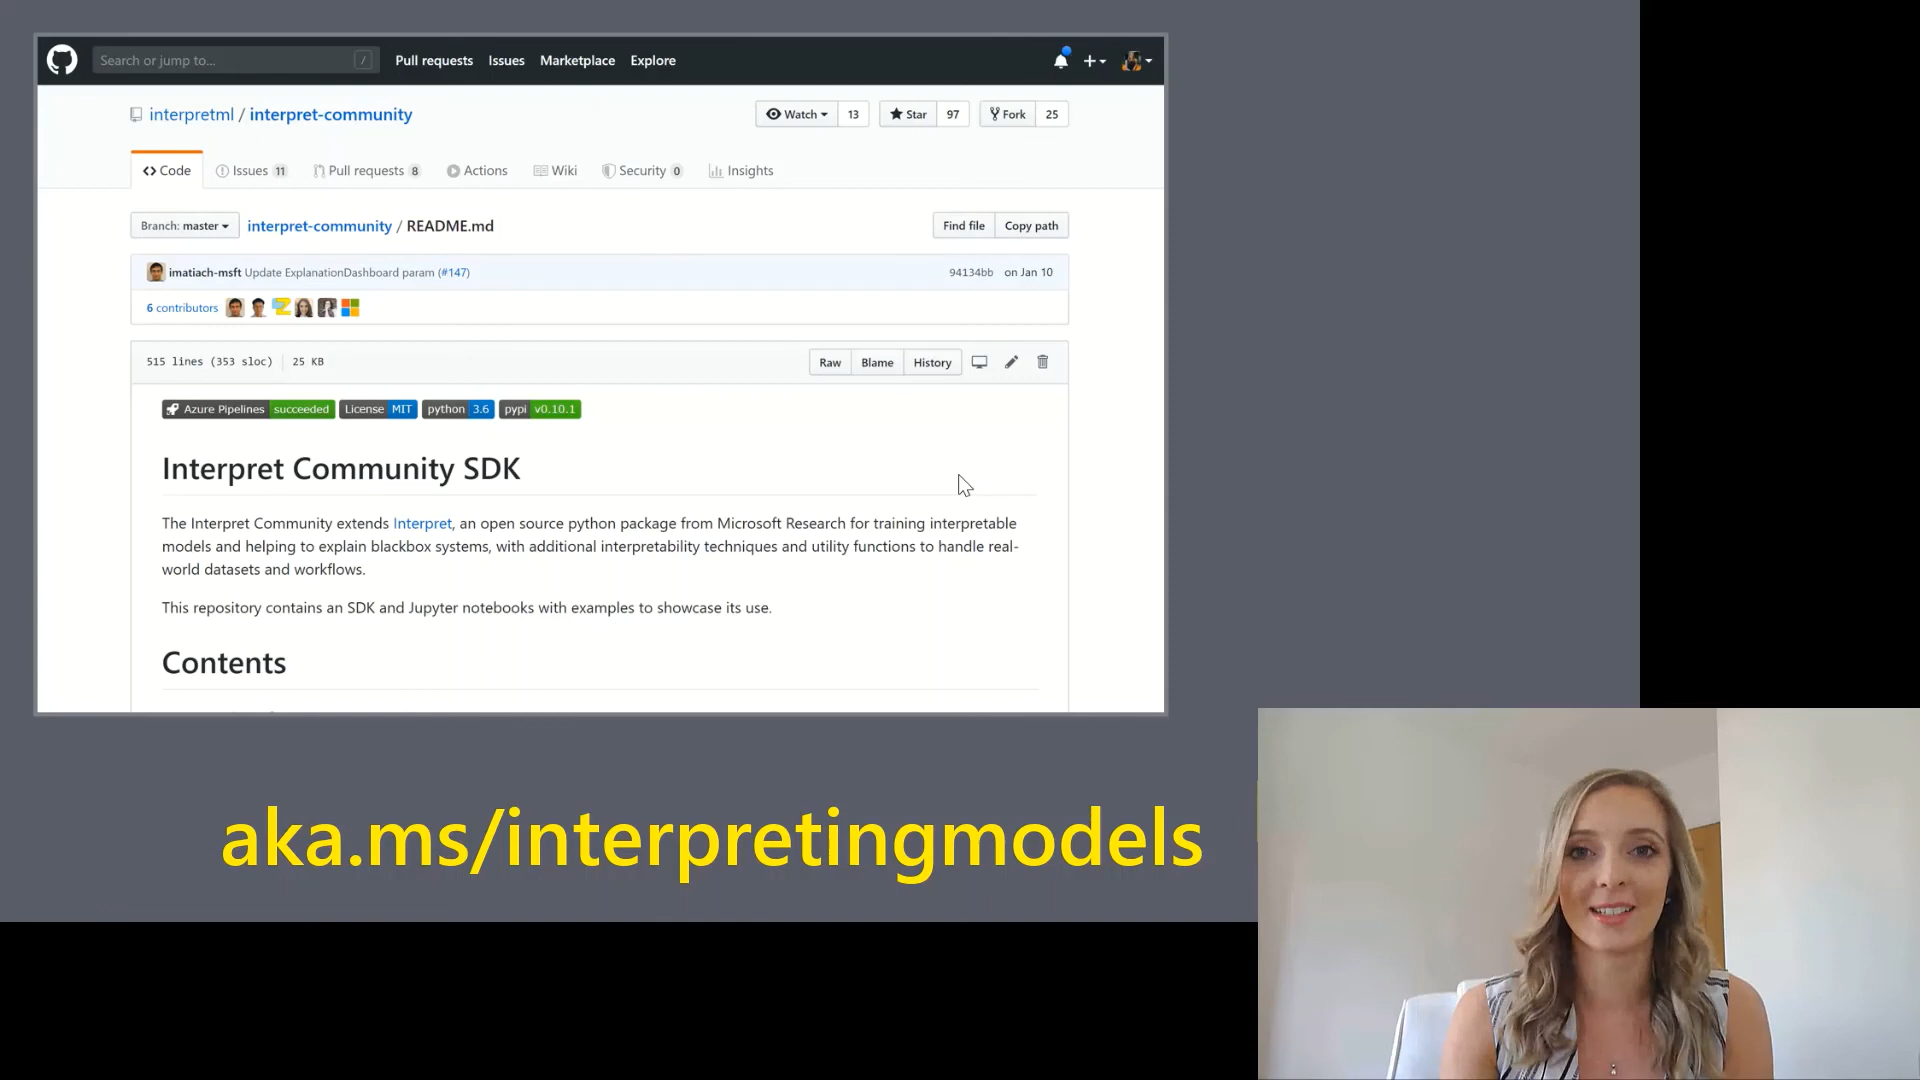 Search or jump to... /
Pull requests Issues Marketplace Explore
interpretml / interpret-community
Watch 13 Star 97 Fork 25
Code Issues 11 Pull requests 8 Actions Wiki Security 0 Insights
Branch: master interpret-community / README.md Find file Copy path
imatiach-msft Update ExplanationDashboard param (#147) 94134bb on Jan 10
6 contributors
515 lines (353 sloc) 25 KB Raw Blame History
Azure Pipelines succeeded License MIT python 3.6 pypi v0.10.1
Interpret Community SDK
The Interpret Community extends Interpret, an open source python package from Microsoft Research for training interpretable
models and helping to explain blackbox systems, with additional interpretability techniques and utility functions to handle real-
world datasets and workflows.
This repository contains an SDK and Jupyter notebooks with examples to showcase its use.
Contents
aka.ms/interpretingmodels